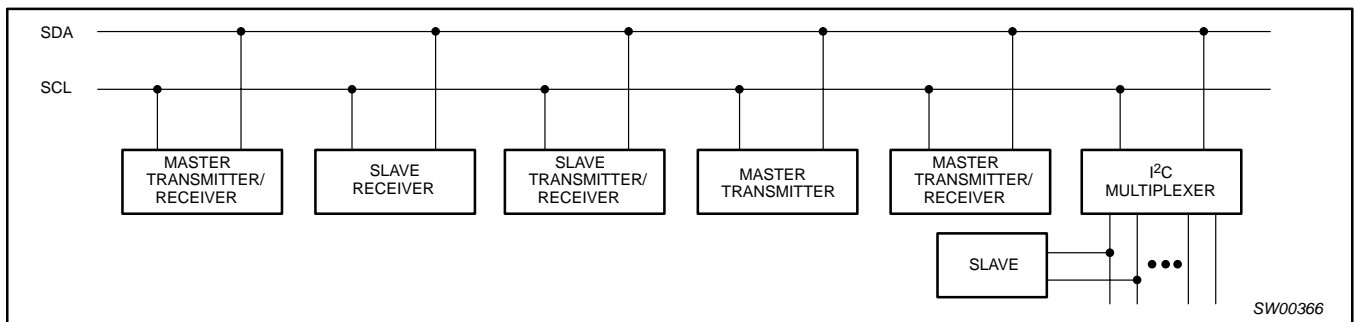 SDA
SCL
MASTER
TRANSMITTER/
RECEIVER
SLAVE
RECEIVER
SLAVE
TRANSMITTER/
RECEIVER
MASTER
TRANSMITTER
MASTER
TRANSMITTER/
RECEIVER
I²C
MULTIPLEXER
SLAVE
SW00366